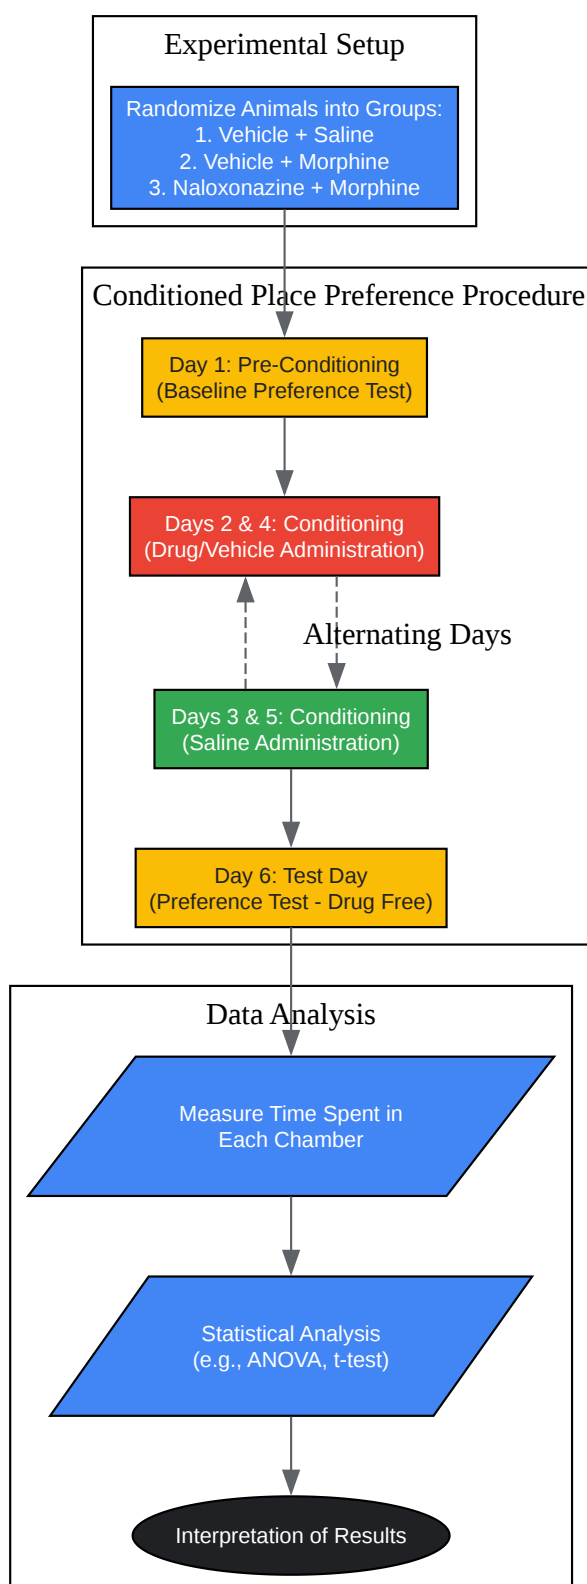 Experimental Setup
Randomize Animals into Groups:
1. Vehicle + Saline
2. Vehicle + Morphine
3. Naloxonazine + Morphine
Conditioned Place Preference Procedure
Day 1: Pre-Conditioning
(Baseline Preference Test)
Days 2 & 4: Conditioning
(Drug/Vehicle Administration)
Alternating Days
Days 3 & 5: Conditioning
(Saline Administration)
Day 6: Test Day
(Preference Test - Drug Free)
Data Analysis
Measure Time Spent in
Each Chamber
Statistical Analysis
(e.g., ANOVA, t-test)
Interpretation of Results